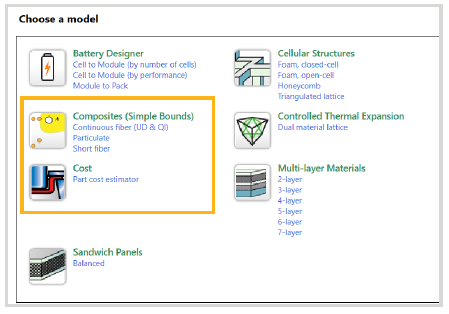 Choose a model
Battery Designer
Cell to Module (by number of cells)
Cell to Module (by performance)
Module to Pack
Cellular Structures
Foam, closed-cell
Foam, open-cell
Honeycomb
Triangulated lattice
Composites (Simple Bounds)
Continuous fiber (UD & QI)
Particulate
Short fiber
Controlled Thermal Expansion
Dual material lattice
Cost
Part cost estimator
Multi-layer Materials
2-layer
3-layer
4-layer
5-layer
6-layer
7-layer
Sandwich Panels
Balanced